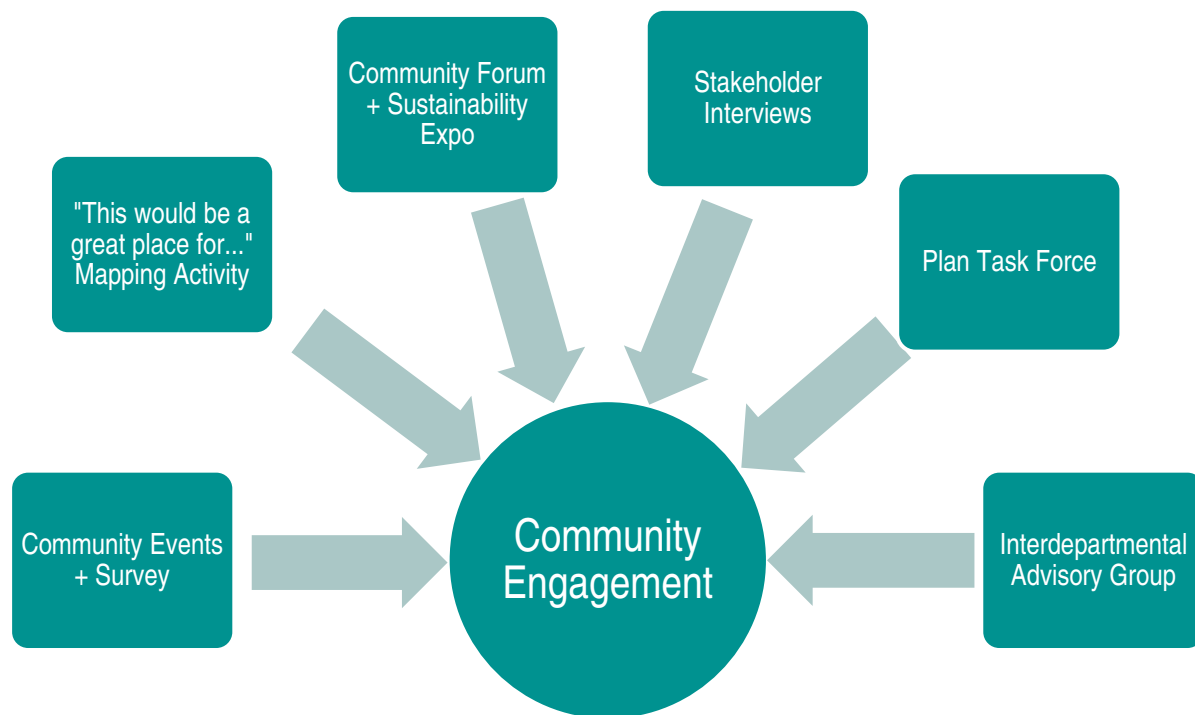 Community Forum
+ Sustainability
Expo
Stakeholder
Interviews
"This would be a
great place for..."
Mapping Activity
Plan Task Force
Community Events
+ Survey
Community
Engagement
Interdepartmental
Advisory Group